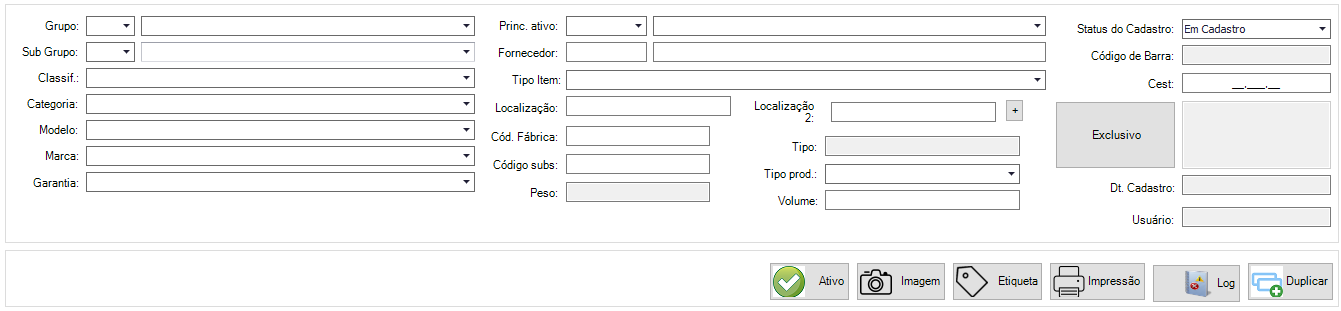 Grupo:
Sub Grupo:
Classif.:
Categoria:
Modelo:
Marca:
Garantia:
Princ. ativo:
Fornecedor:
Tipo Item:
Localização:
Cód. Fábrica:
Código subs:
Peso:
Localização
2:
+
Tipo:
Tipo prod.:
Volume:
Status do Cadastro: Em Cadastro
Código de Barra:
Cest: __.___.__
Exclusivo
Dt. Cadastro:
Usuário:
Ativo
Imagem
Etiqueta
Impressão
Log
Duplicar